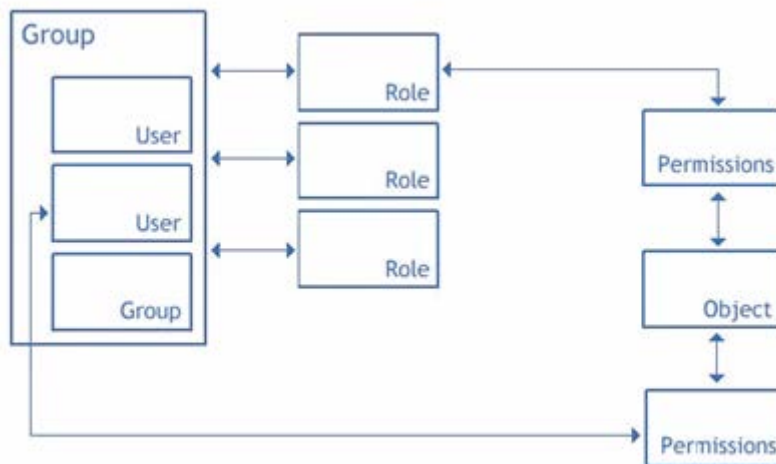 Group
User
User
Group
Role
Role
Role
Permissions
Object
Permissions